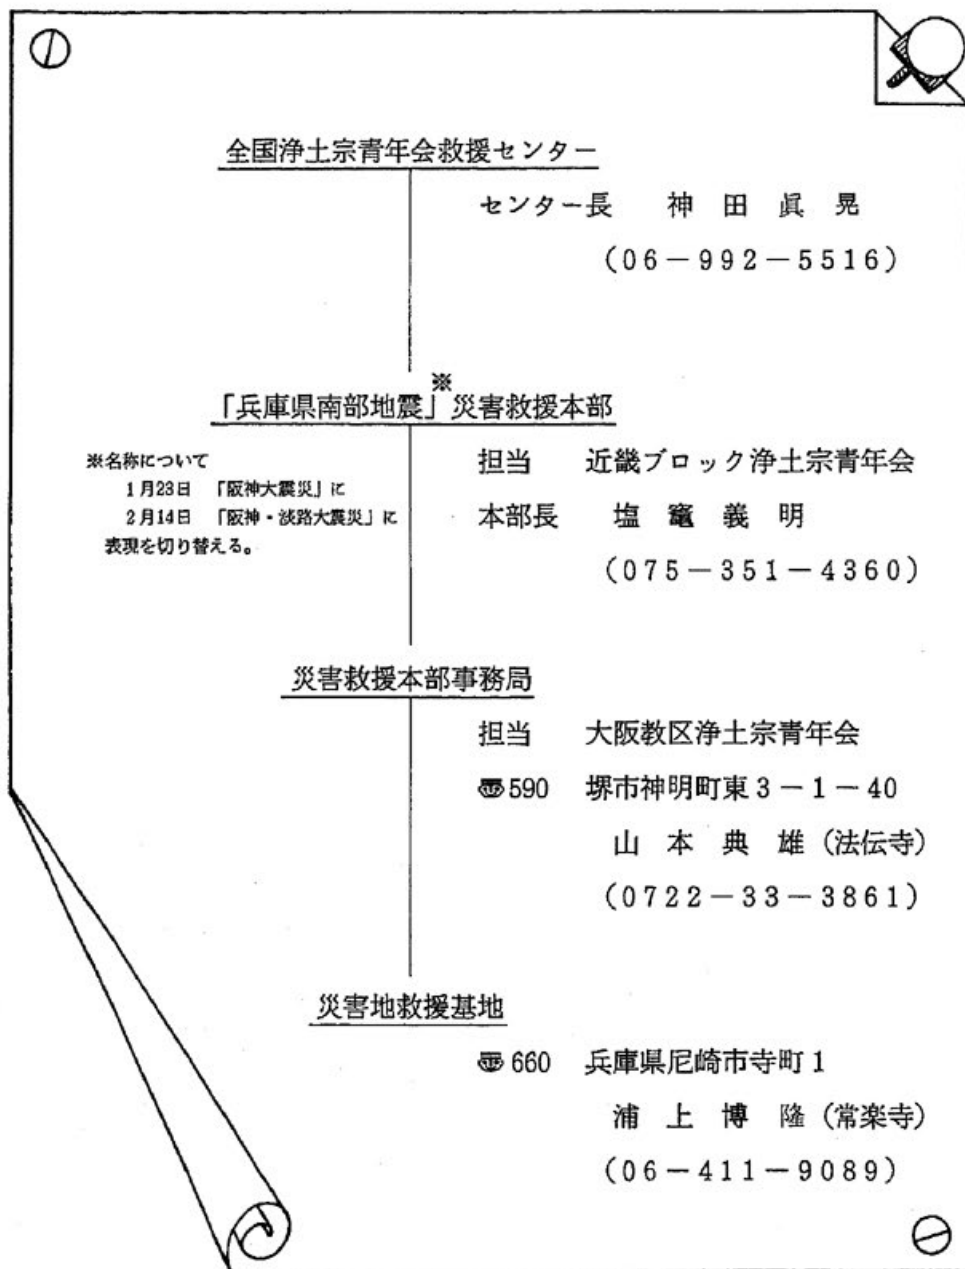 全国浄土宗青年会救援センター
センター長　神　田　眞　晃
(06－992－5516)
※
「兵庫県南部地震」災害救援本部
※名称について
1月23日　「阪神大震災」に
2月14日　「阪神・淡路大震災」に
表現を切り替える。
担当　近畿ブロック浄土宗青年会
本部長　塩　竈　義　明
(075－351－4360)
災害救援本部事務局
担当　大阪教区浄土宗青年会
〠590　堺市神明町東3－1－40
山　本　典　雄（法伝寺）
(0722－33－3861)
災害地救援基地
〠660　兵庫県尼崎市寺町1
浦　上　博　隆（常楽寺）
(06－411－9089)